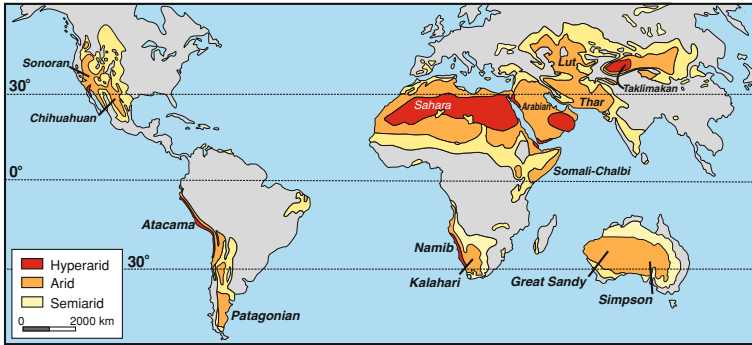 Sonoran
30°
Chihuahuan
0°
Atacama
30°
Patagonian
Hyperarid
Arid
Semiarid
0 2000 km
Lut
Taklimakan
Sahara
Arabian
Thar
Somali-Chalbi
Namib
Kalahari
Great Sandy
Simpson